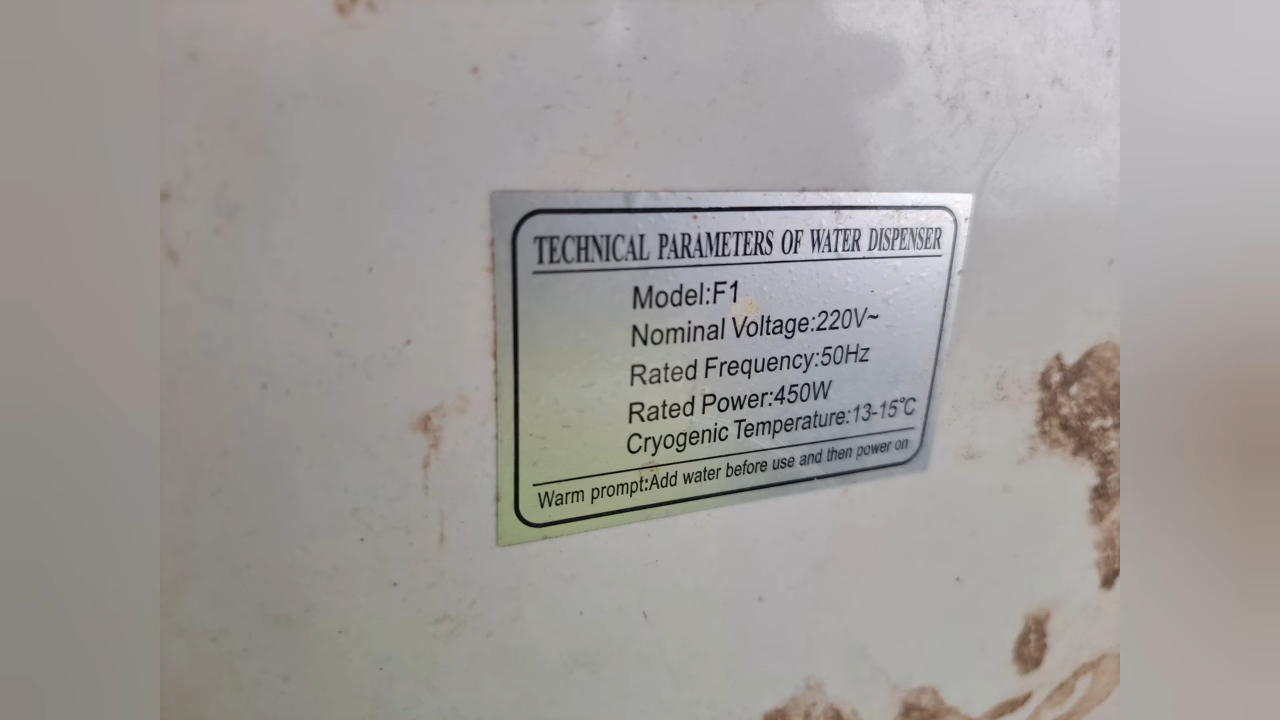 TECHNICAL PARAMETERS OF WATER DISPENSER
Model:F1
Nominal Voltage:220V~
Rated Frequency:50Hz
Rated Power:450W
Cryogenic Temperature:13-15℃
Warm prompt:Add water before use and then power on